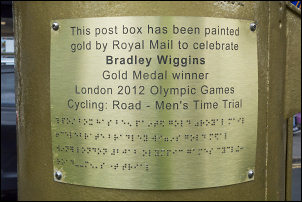 This post box has been painted
gold by Royal Mail to celebrate
Bradley Wiggins
Gold Medal winner
London 2012 Olympic Games
Cycling: Road - Men's Time Trial